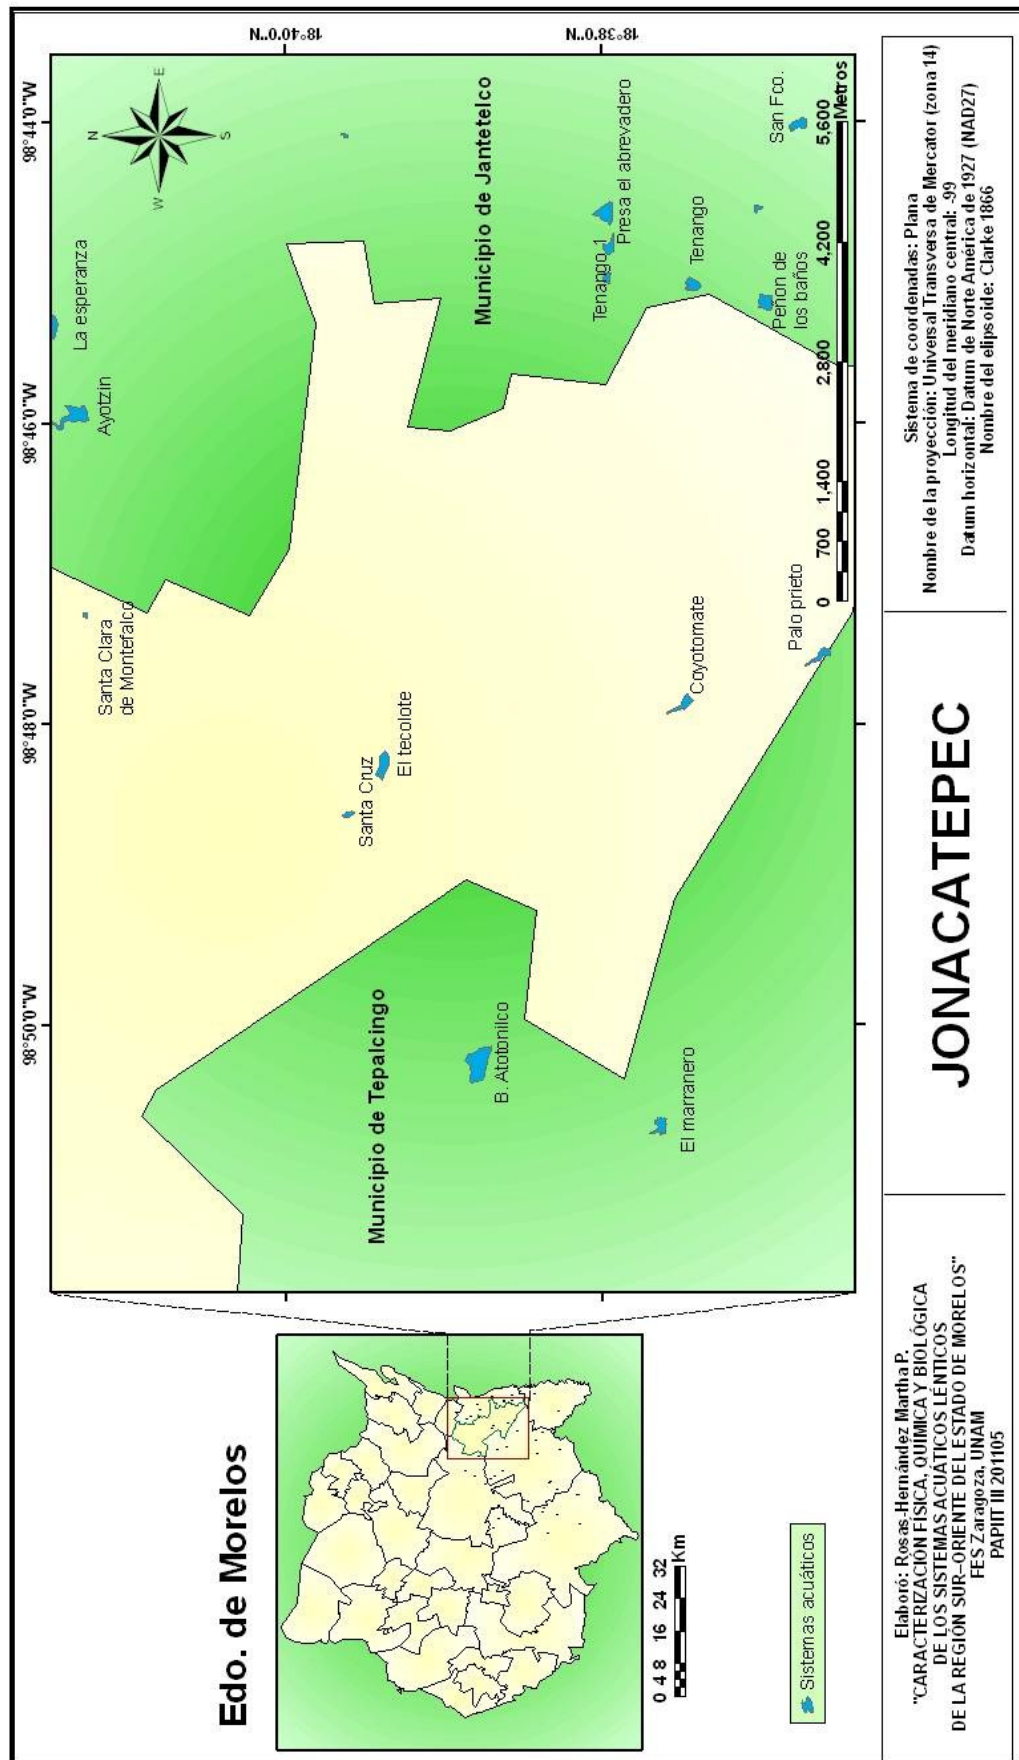 Edo. de Morelos
0 4 8 16 24 32
Km
Sistemas acuáticos
98°50'0"W
98°48'0"W
98°46'0"W
98°44'0"W
18°40'0"N
18°38'0"N
N
W
E
S
La esperanza
Ayotzin
Santa Clara
de Montefalco
Municipio de Jantetelco
Santa Cruz
El tecolote
Municipio de Tepalcingo
B. Atotonilco
Tenango 1
Presa el abrevadero
Tenango
Coyotomate
El marranero
Peñon de
los baños
San Fco.
Palo prieto
0 700 1,400 2,800 4,200 5,600
Metros
Elaboró: Rosas-Hernández Martha P.
"CARACTERIZACIÓN FÍSICA, QUIMICA Y BIOLÓGICA
DE LOS SISTEMAS ACUÁTICOS LÉNTICOS
DE LA REGIÓN SUR-ORIENTE DEL ESTADO DE MORELOS"
FES Zaragoza, UNAM
PAPIIT III 201105
JONACATEPEC
Sistema de coordenadas: Plana
Nombre de la proyección: Universal Transversa de Mercator (zona 14)
Longitud del meridiano central: -99
Datum horizontal: Datum de Norte América de 1927 (NAD27)
Nombre del elipsoide: Clarke 1866